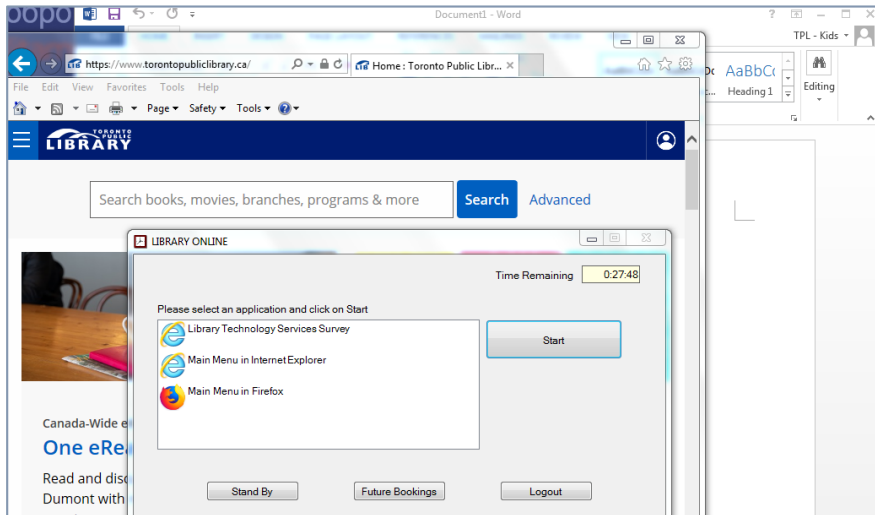 popo
Document1 - Word
TPL - Kids
https://www.torontopubliclibrary.ca/
Home : Toronto Public Libr...
AaBbC
Heading 1
Editing
File Edit View Favorites Tools Help
Page Safety Tools
TORONTO
PUBLIC
LIBRARY
Search books, movies, branches, programs & more
Search
Advanced
LIBRARY ONLINE
Time Remaining 0:27:48
Please select an application and click on Start
Library Technology Services Survey
Start
Main Menu in Internet Explorer
Main Menu in Firefox
Canada-Wide e
One eRea
Read and disc
Dumont with
Stand By
Future Bookings
Logout